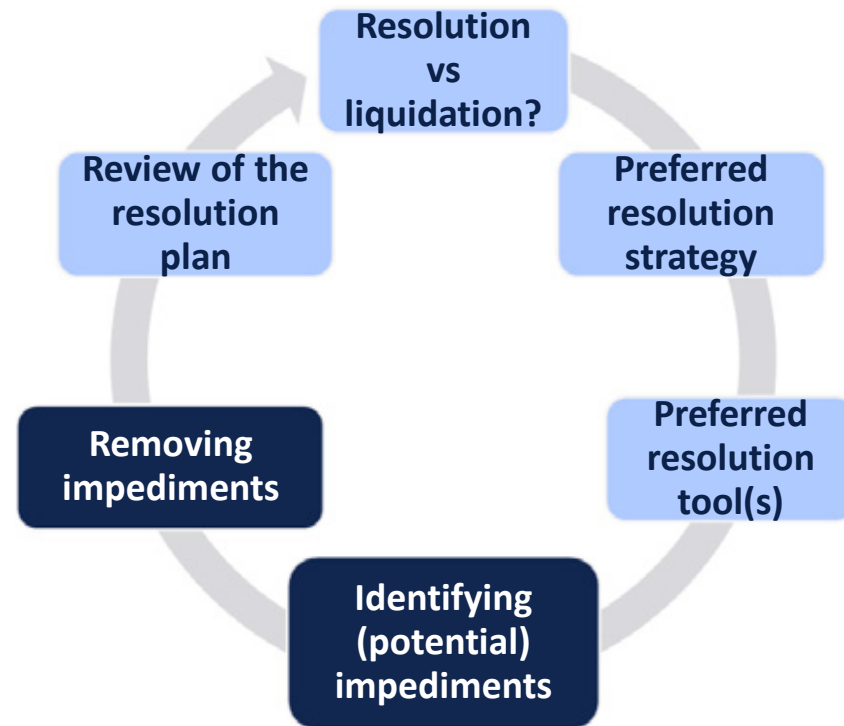 Resolution
vs
liquidation?
Preferred
resolution
strategy
Preferred
resolution
tool(s)
Identifying
(potential)
impediments
Removing
impediments
Review of the
resolution
plan